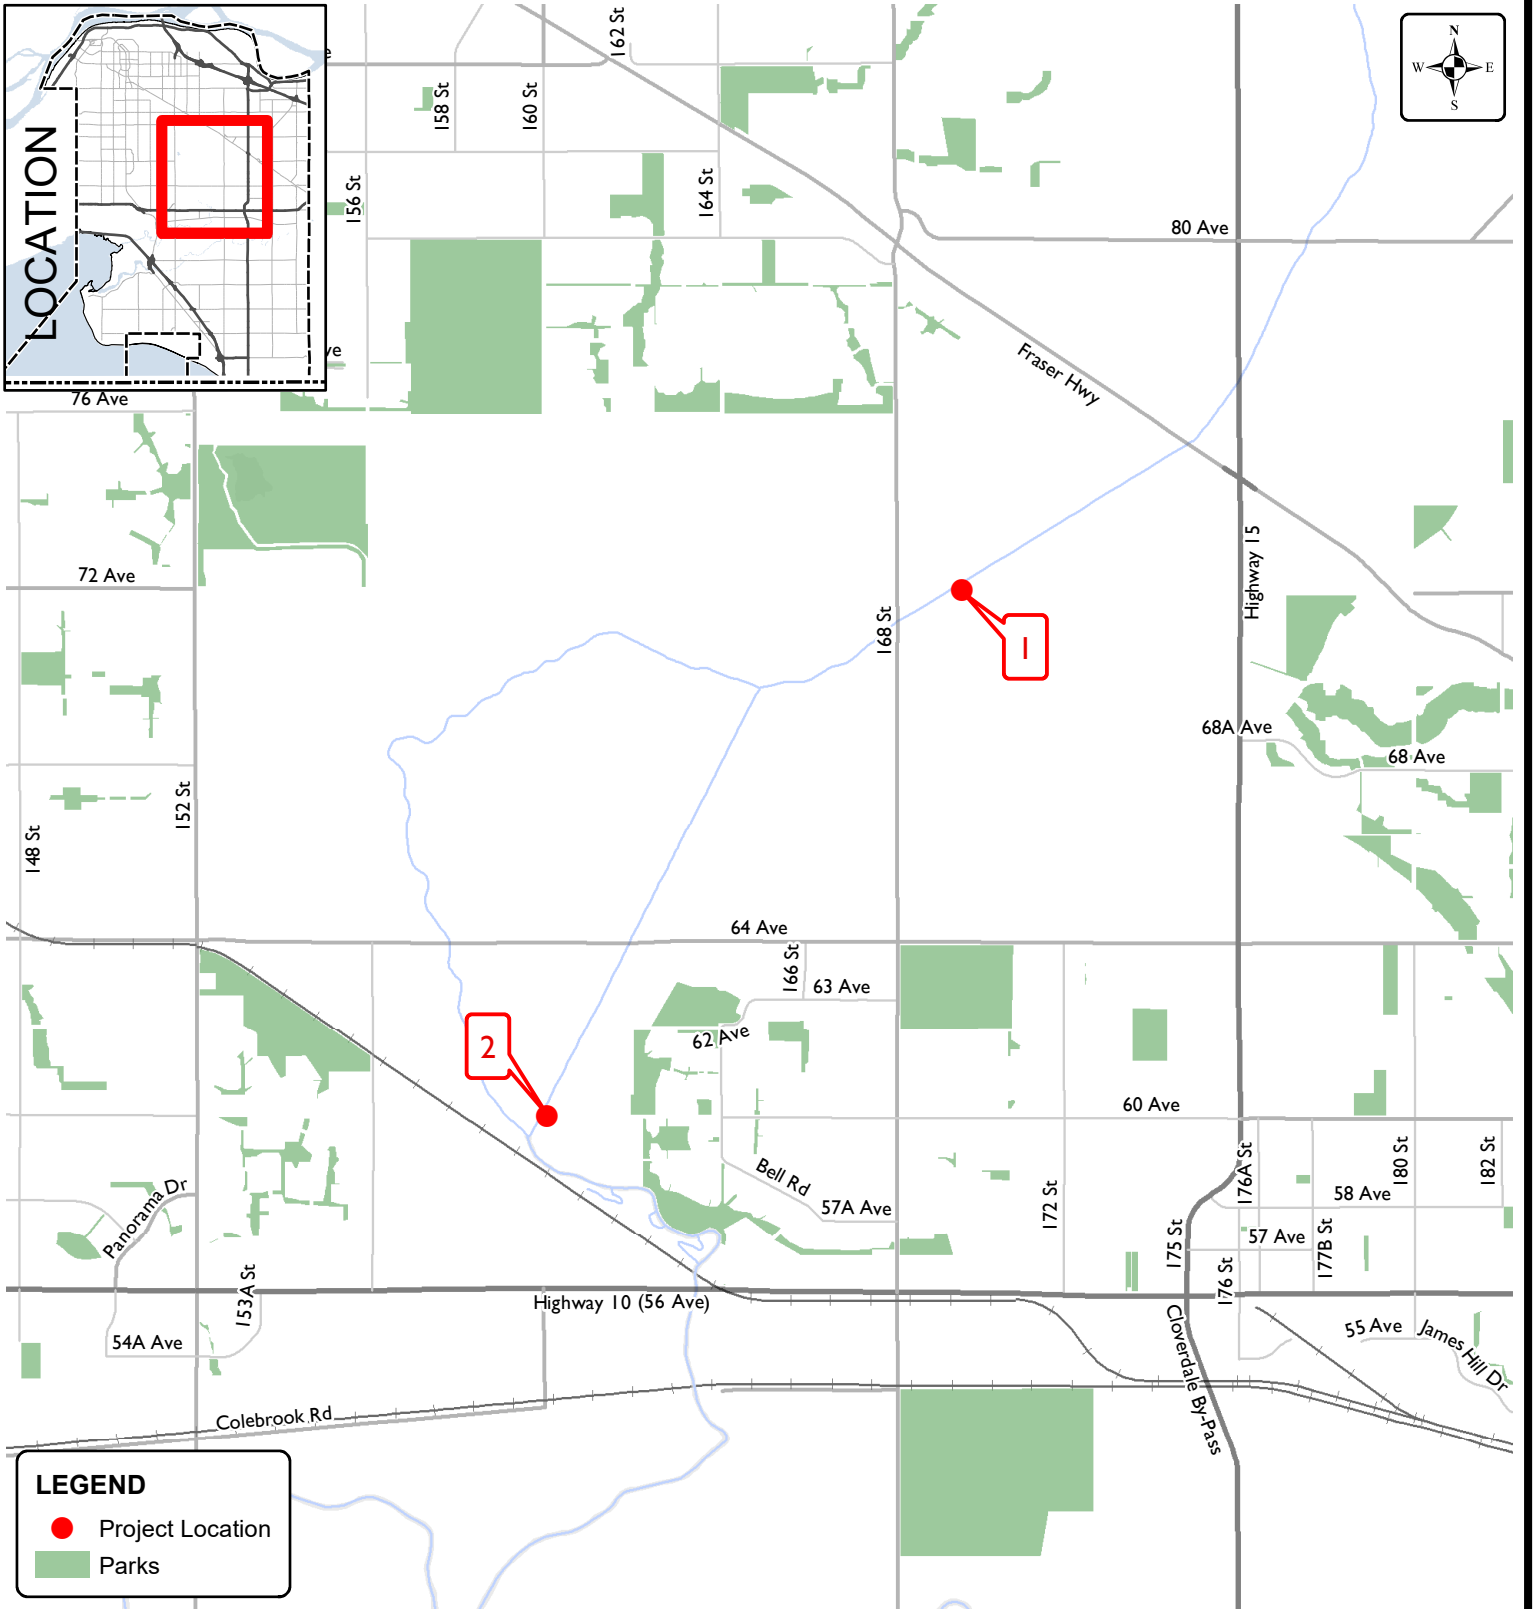 LOCATION
N
W
E
S
162 St
158 St
160 St
156 St
164 St
80 Ave
ve
Fraser Hwy
76 Ave
72 Ave
Highway 15
168 St
1
68A Ave
68 Ave
152 St
148 St
64 Ave
166 St
63 Ave
62 Ave
2
60 Ave
Bell Rd
57A Ave
172 St
176A St
180 St
182 St
58 Ave
Panorama Dr
175 St
57 Ave
177B St
176 St
153A St
Highway 10 (56 Ave)
54A Ave
55 Ave
James Hill Dr
Cloverdale By-Pass
Colebrook Rd
LEGEND
Project Location
Parks